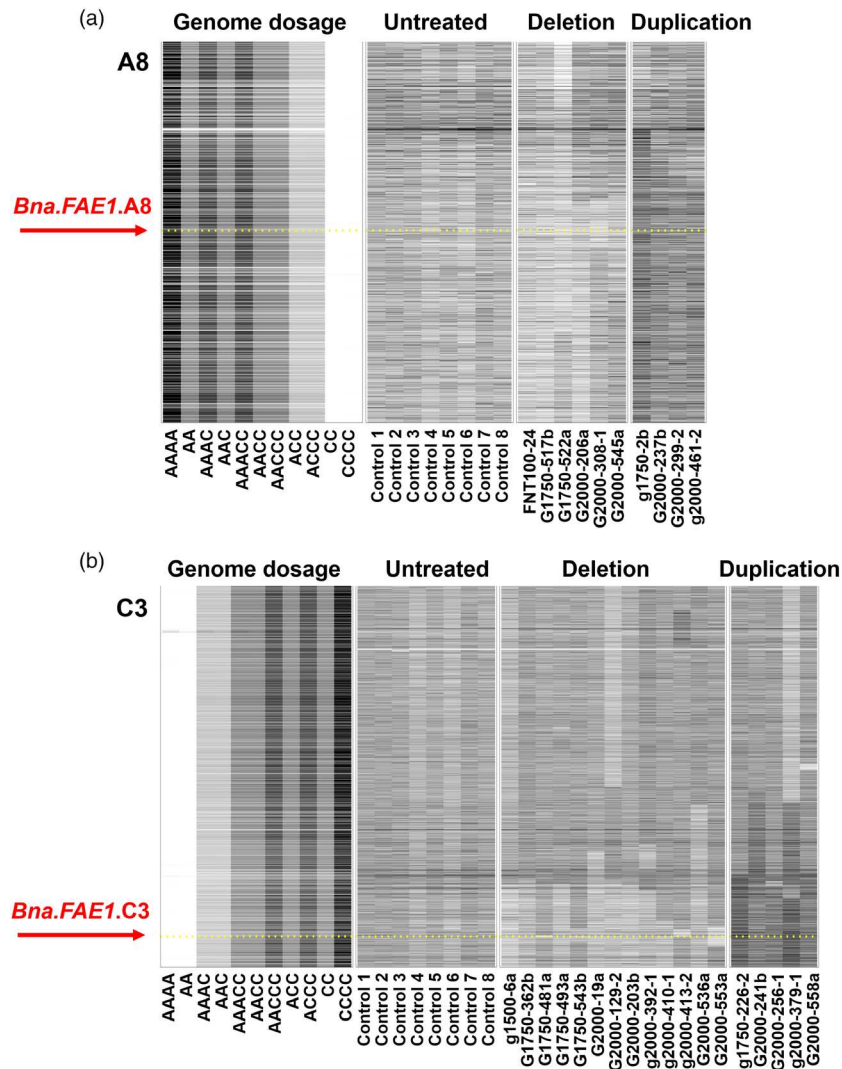 (a)
Genome dosage
Untreated
Deletion
Duplication
A8
Bna.FAE1.A8
AAAA
AA
AAAC
AAC
AAACC
AACC
AACCC
ACC
ACCC
CC
CCCC
Control 1
Control 2
Control 3
Control 4
Control 5
Control 6
Control 7
Control 8
FNT100-24
G1750-517b
G1750-522a
G2000-206a
G2000-308-1
G2000-545a
g1750-2b
G2000-237b
G2000-299-2
g2000-461-2
(b)
Genome dosage
Untreated
Deletion
Duplication
C3
Bna.FAE1.C3
AAAA
AA
AAAC
AAC
AAACC
AACC
AACCC
ACC
ACCC
CC
CCCC
Control 1
Control 2
Control 3
Control 4
Control 5
Control 6
Control 7
Control 8
g1500-6a
G1750-362b
G1750-481a
G1750-493a
G1750-543b
G2000-19a
G2000-129-2
G2000-203b
g2000-392-1
g2000-410-1
g2000-413-2
G2000-536a
G2000-553a
g1750-226-2
G2000-241b
G2000-256-1
g2000-379-1
G2000-558a